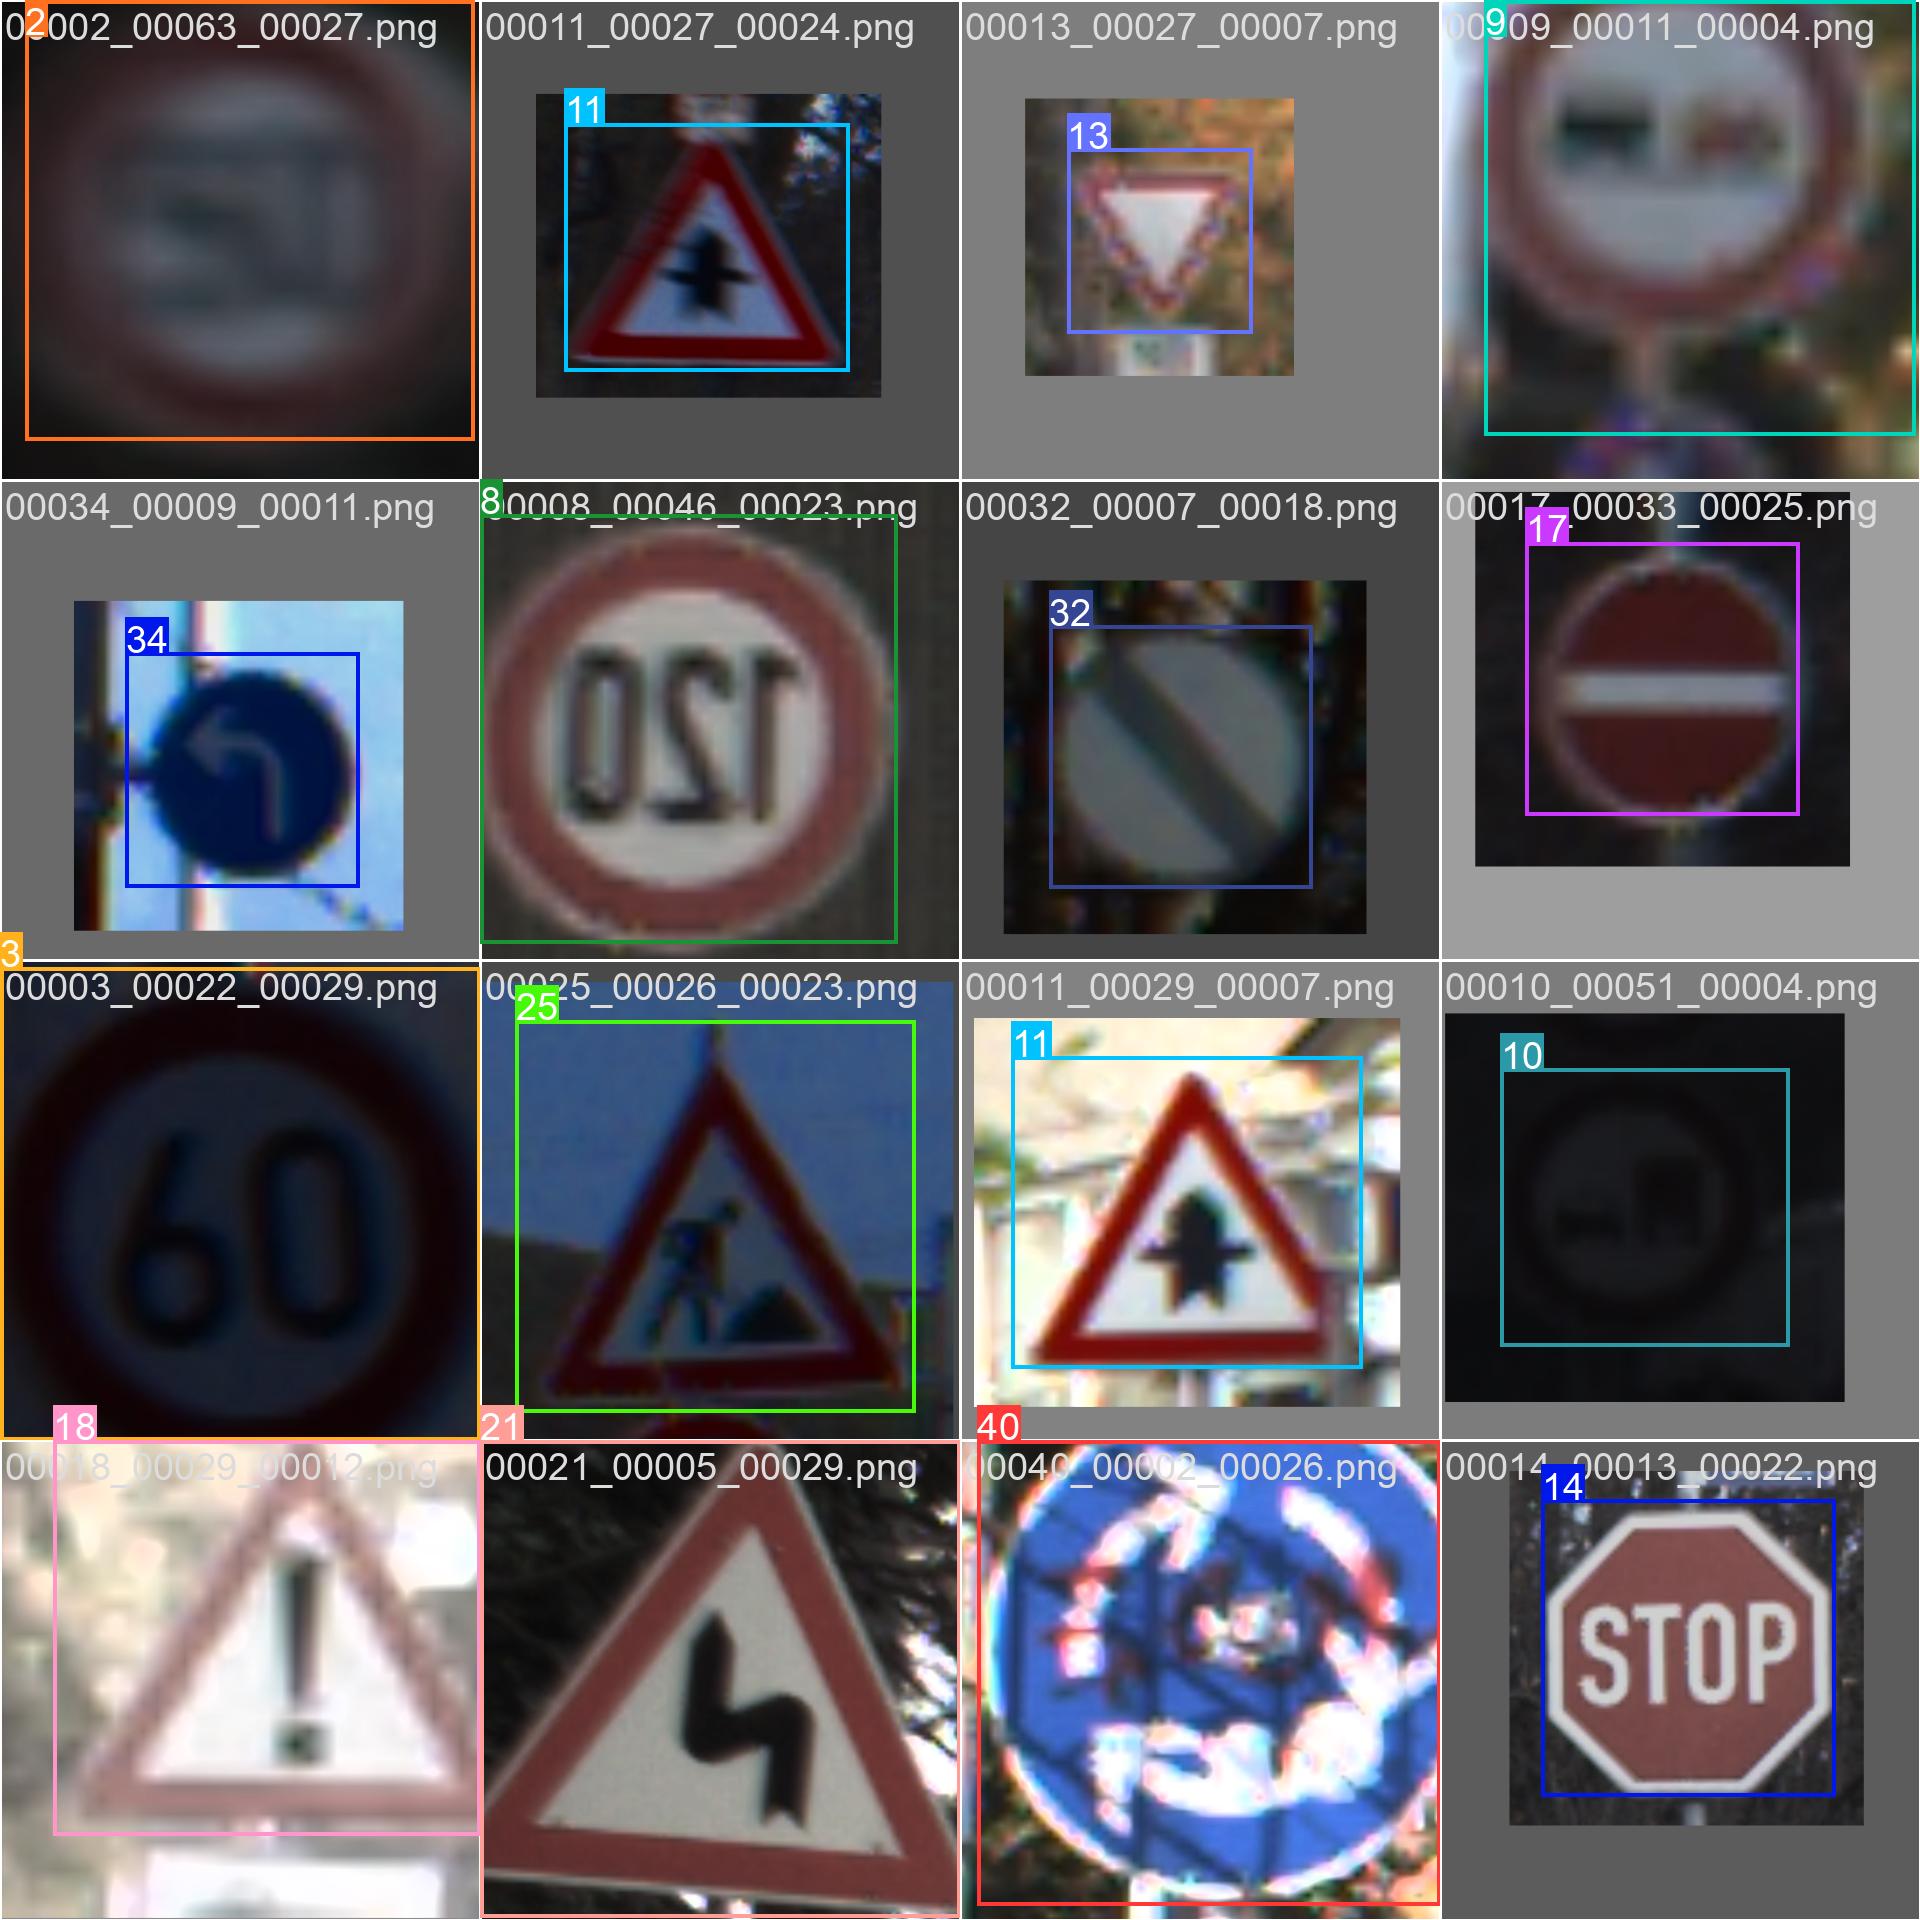 2
00002_00063_00027.png
00011_00027_00024.png
11
00013_00027_00007.png
13
9
00009_00011_00004.png
00034_00009_00011.png
34
8
00008_00046_00023.png
120
00032_00007_00018.png
32
00017_00033_00025.png
17
3
00003_00022_00029.png
60
00025_00026_00023.png
25
00011_00029_00007.png
11
00010_00051_00004.png
10
18
00018_00029_00012.png
21
00021_00005_00029.png
40
00040_00002_00026.png
00014_00013_00022.png
14
STOP